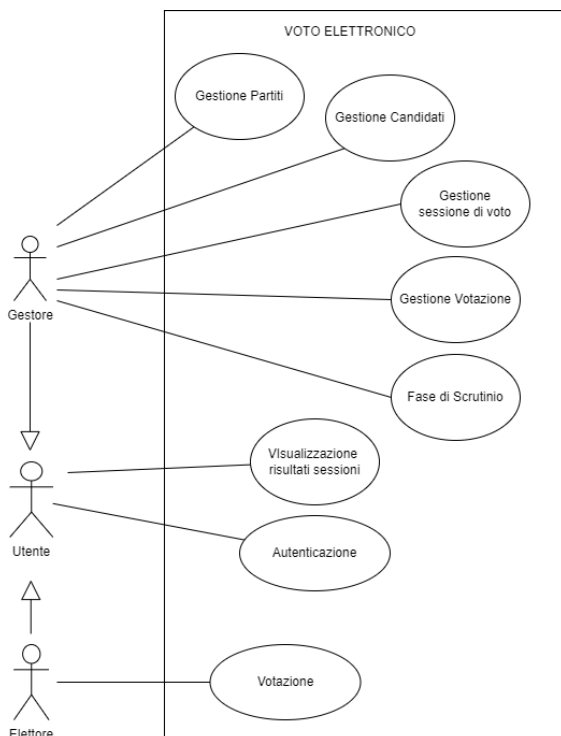 VOTO ELETTRONICO
Gestione Partiti
Gestione Candidati
Gestione
sessione di voto
Gestione Votazione
Gestore
Fase di Scrutinio
VIsualizzazione
risultati sessioni
Utente
Autenticazione
Votazione
Elettore